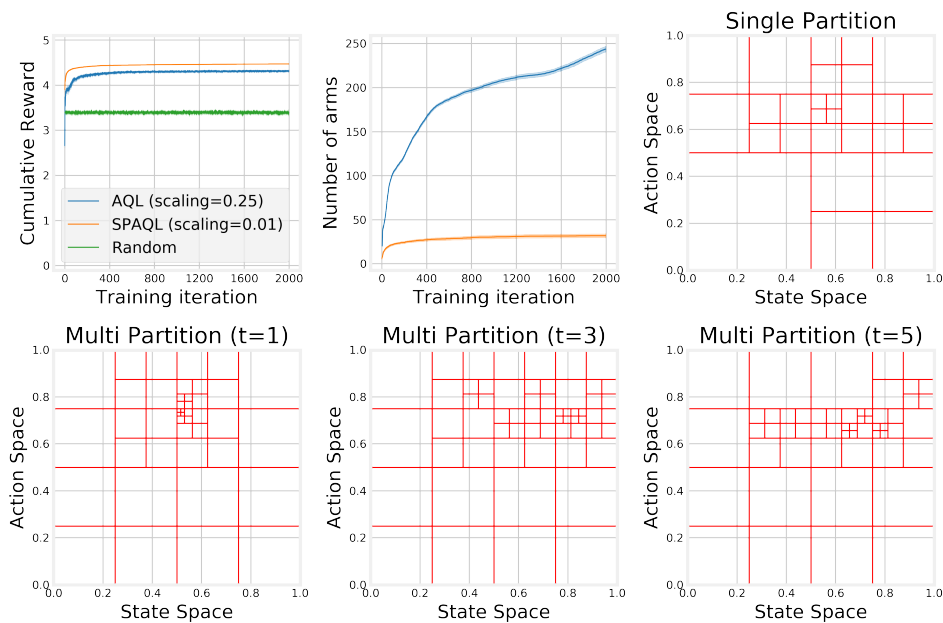 Cumulative Reward
5
4
3
2
1
0
AQL (scaling=0.25)
SPAQL (scaling=0.01)
Random
0 400 800 1200 1600 2000
Training iteration
Number of arms
250
200
150
100
50
0
0 400 800 1200 1600 2000
Training iteration
Single Partition
Action Space
1.0
0.8
0.6
0.4
0.2
0.0
0.0 0.2 0.4 0.6 0.8 1.0
State Space
Multi Partition (t=1)
Action Space
1.0
0.8
0.6
0.4
0.2
0.0
0.0 0.2 0.4 0.6 0.8 1.0
State Space
Multi Partition (t=3)
Action Space
1.0
0.8
0.6
0.4
0.2
0.0
0.0 0.2 0.4 0.6 0.8 1.0
State Space
Multi Partition (t=5)
Action Space
1.0
0.8
0.6
0.4
0.2
0.0
0.0 0.2 0.4 0.6 0.8 1.0
State Space